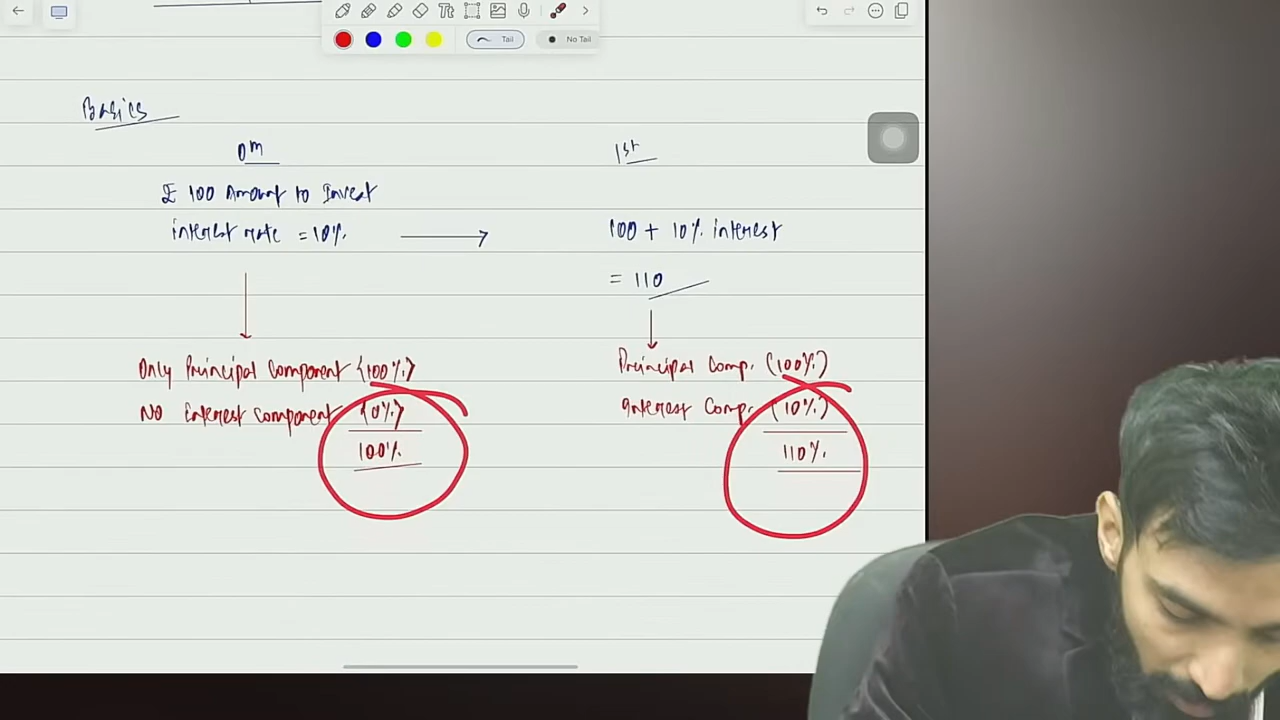 Tail
No Tail
Basics
0th
1st
£ 100 Amount to Invest
interest rate = 10%
100 + 10% interest
= 110
Only Principal Component {100%}
No Interest component {0%}
100%
Principal Comp. (100%)
Interest Comp. (10%)
110%